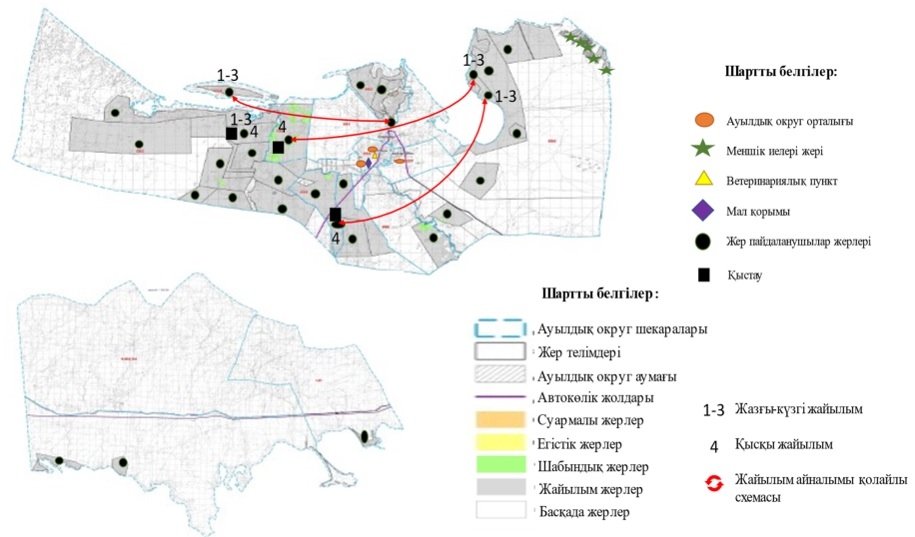 1-3
1-3
1-3
1-3
4
4
4
Шартты белгілер:
Ауылдық округ орталығы
Меншік иелері жері
Ветеринариялық пункт
Мал қорымы
Жер пайдаланушылар жерлері
Қыстау
Шартты белгілер:
Ауылдық округ шекаралары
Жер телімдері
Ауылдық округ аумағы
Автокөлік жолдары
Суармалы жерлер
Егістік жерлер
Шабындық жерлер
Жайылым жерлер
Басқада жерлер
1-3 Жазғы-күзгі жайылым
4 Қысқы жайылым
Жайылым айналымы қолайлы
схемасы